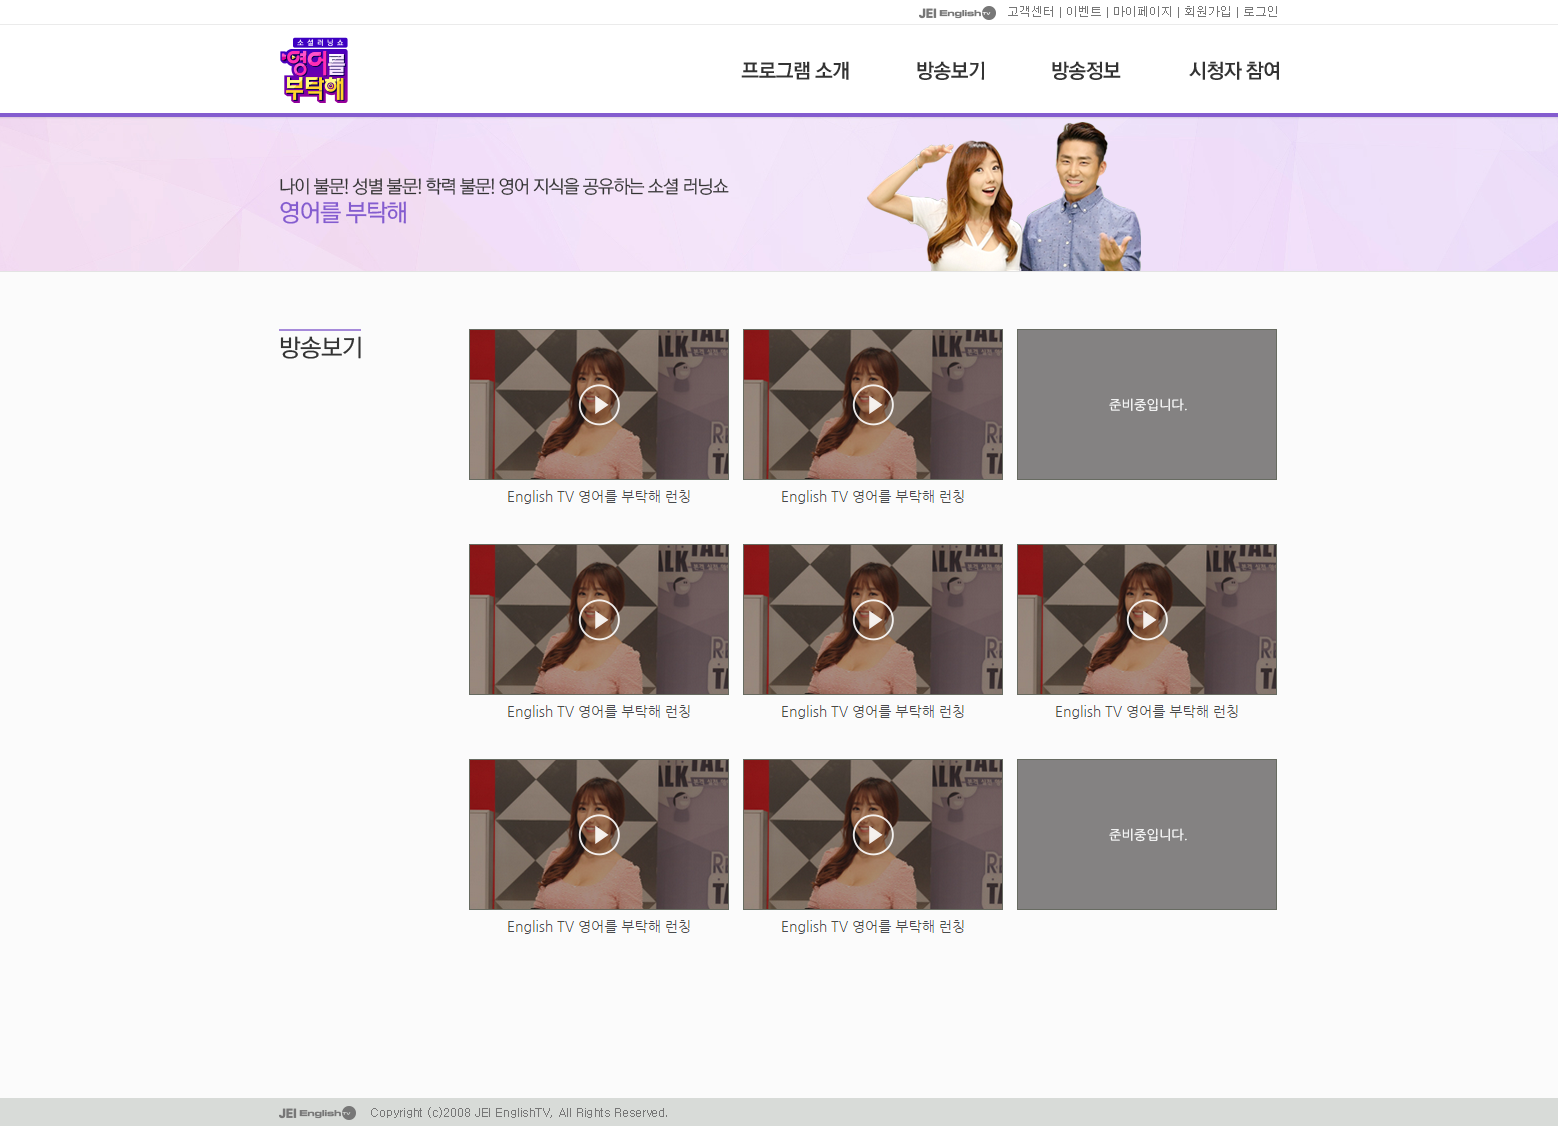 JEI English TV 고객센터 | 이벤트 | 마이페이지 | 회원가입 | 로그인
소셜러닝쇼
영어를
부탁해
프로그램 소개 방송보기 방송정보 시청자 참여
나이 불문! 성별 불문! 학력 불문! 영어 지식을 공유하는 소셜 러닝쇼
영어를 부탁해
방송보기
준비중입니다.
English TV 영어를 부탁해 런칭 English TV 영어를 부탁해 런칭
English TV 영어를 부탁해 런칭 English TV 영어를 부탁해 런칭 English TV 영어를 부탁해 런칭
준비중입니다.
English TV 영어를 부탁해 런칭 English TV 영어를 부탁해 런칭
JEI English TV Copyright (c)2008 JEI EnglishTV, All Rights Reserved.